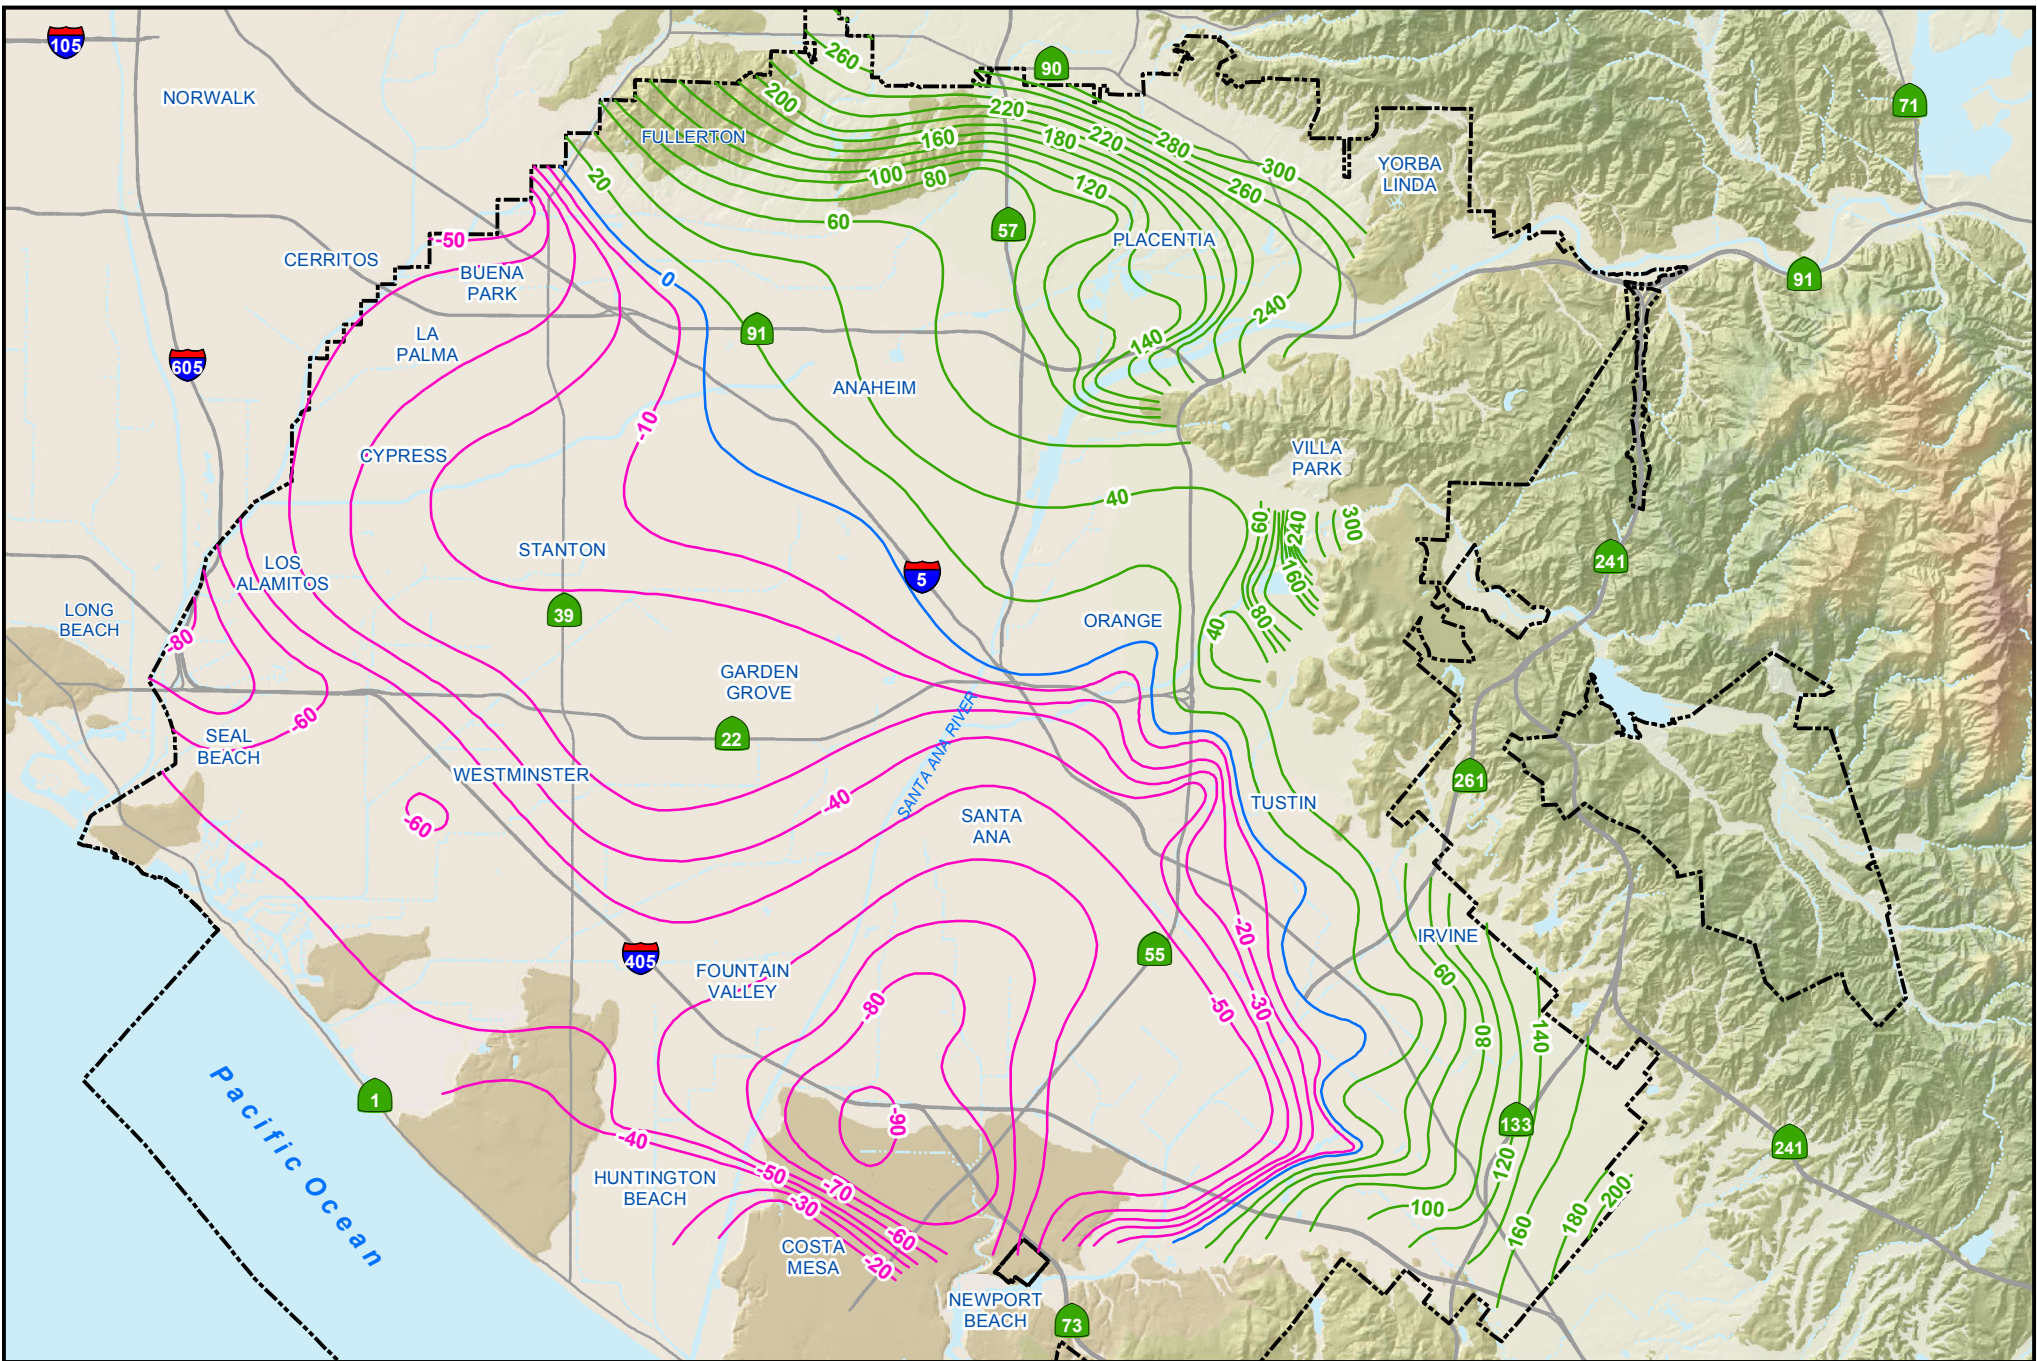 105
NORWALK
260
90
71
200
220
FULLERTON
160
180
220
280
300
YORBA
LINDA
20
100
80
120
260
60
57
PLACENTIA
-50
CERRITOS
BUENA
PARK
0
91
240
91
LA
PALMA
140
605
ANAHEIM
-10
CYPRESS
VILLA
PARK
40
60
240
300
STANTON
LOS
ALAMITOS
5
160
241
LONG
BEACH
39
80
ORANGE
40
-80
GARDEN
GROVE
-60
SEAL
BEACH
22
SANTA ANA RIVER
WESTMINSTER
261
-40
TUSTIN
-60
SANTA
ANA
-20
IRVINE
405
55
FOUNTAIN
VALLEY
60
-80
-50
-30
80
140
Pacific Ocean
1
-90
133
-40
241
120
-50
HUNTINGTON
BEACH
-70
-30
200
100
180
160
-60
COSTA
MESA
-20
NEWPORT
BEACH
73